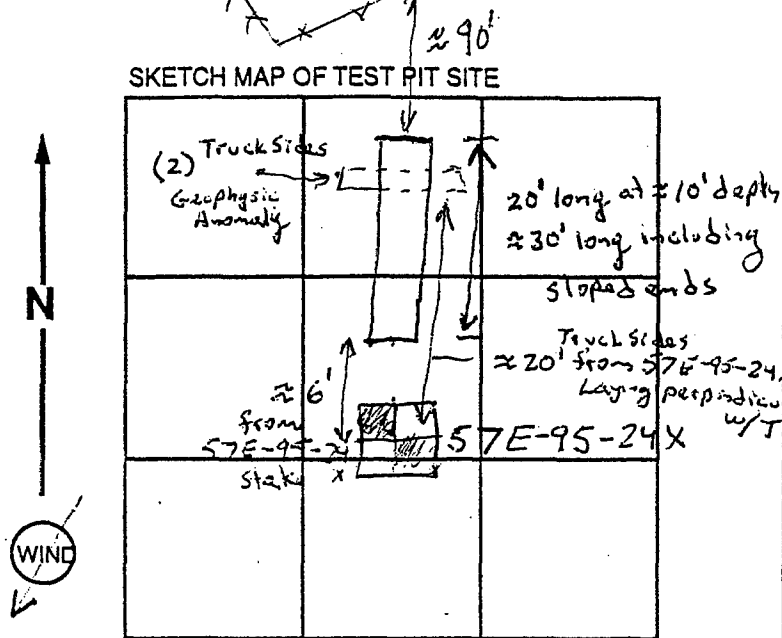 ≈ 90'
SKETCH MAP OF TEST PIT SITE
(2) Truck Sides
Geophysic
Anomaly
20' long at ≈ 10' depth
≈ 30' long including
sloped ends
N
Truck Sides
≈ 20' from 57E-95-24
Laying
w/T
≈ 6'
from
57E-95-24
stak
x
57E-95-24X
WIND